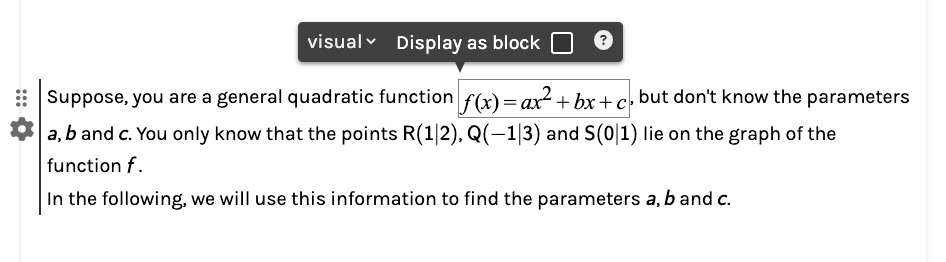 visual Display as block ?
Suppose, you are a general quadratic function f(x) = ax² + bx + c, but don't know the parameters
a, b and c. You only know that the points R(1|2), Q(−1|3) and S(0|1) lie on the graph of the
function f.
In the following, we will use this information to find the parameters a, b and c.